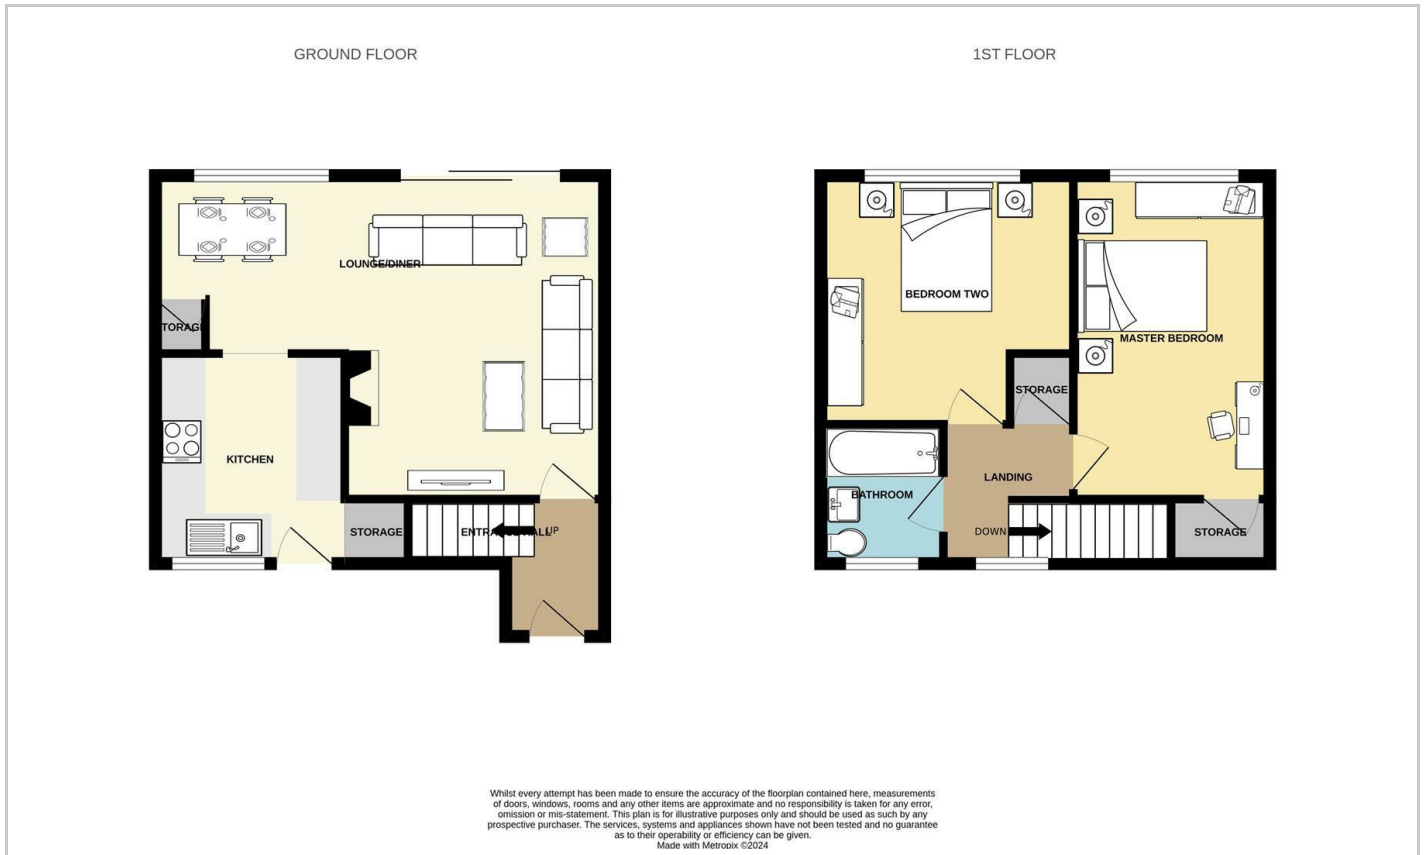 GROUND FLOOR
1ST FLOOR
LOUNGE/DINER
TORAG
KITCHEN
STORAGE
UP
BEDROOM TWO
MASTER BEDROOM
STORAGE
LANDING
BATHROOM
DOWN
STORAGE
Whilst every attempt has been made to ensure the accuracy of the floorplan contained here, measurements
of doors, windows, rooms and any other items are approximate and no responsibility is taken for any error,
omission or mis-statement. This plan is for illustrative purposes only and should be used as such by any
prospective purchaser. The services, systems and appliances shown have not been tested and no guarantee
as to their operability or efficiency can be given.
Made with Metropix ©2024